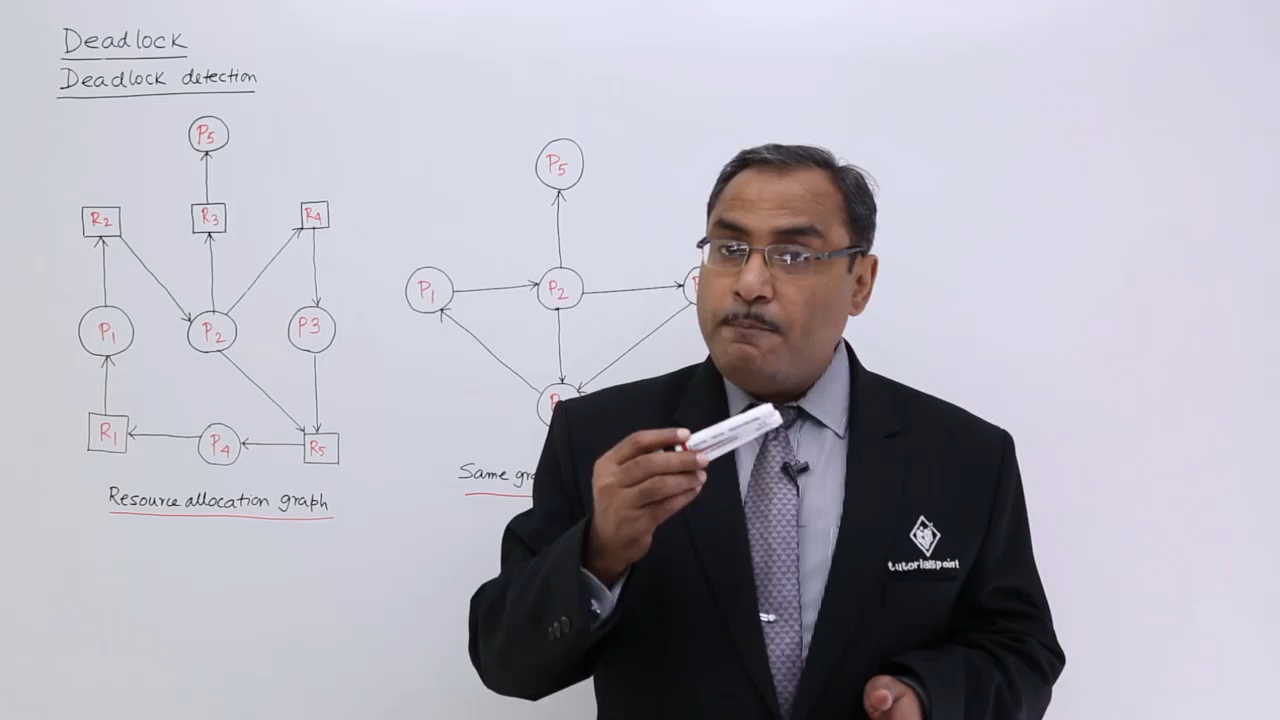 Deadlock
Deadlock detection
P5
R2 R3 R4
P1 P2 P3
R1 P4 R5
Resource allocation graph
P5
P1 P2
Same
tutorialspoint